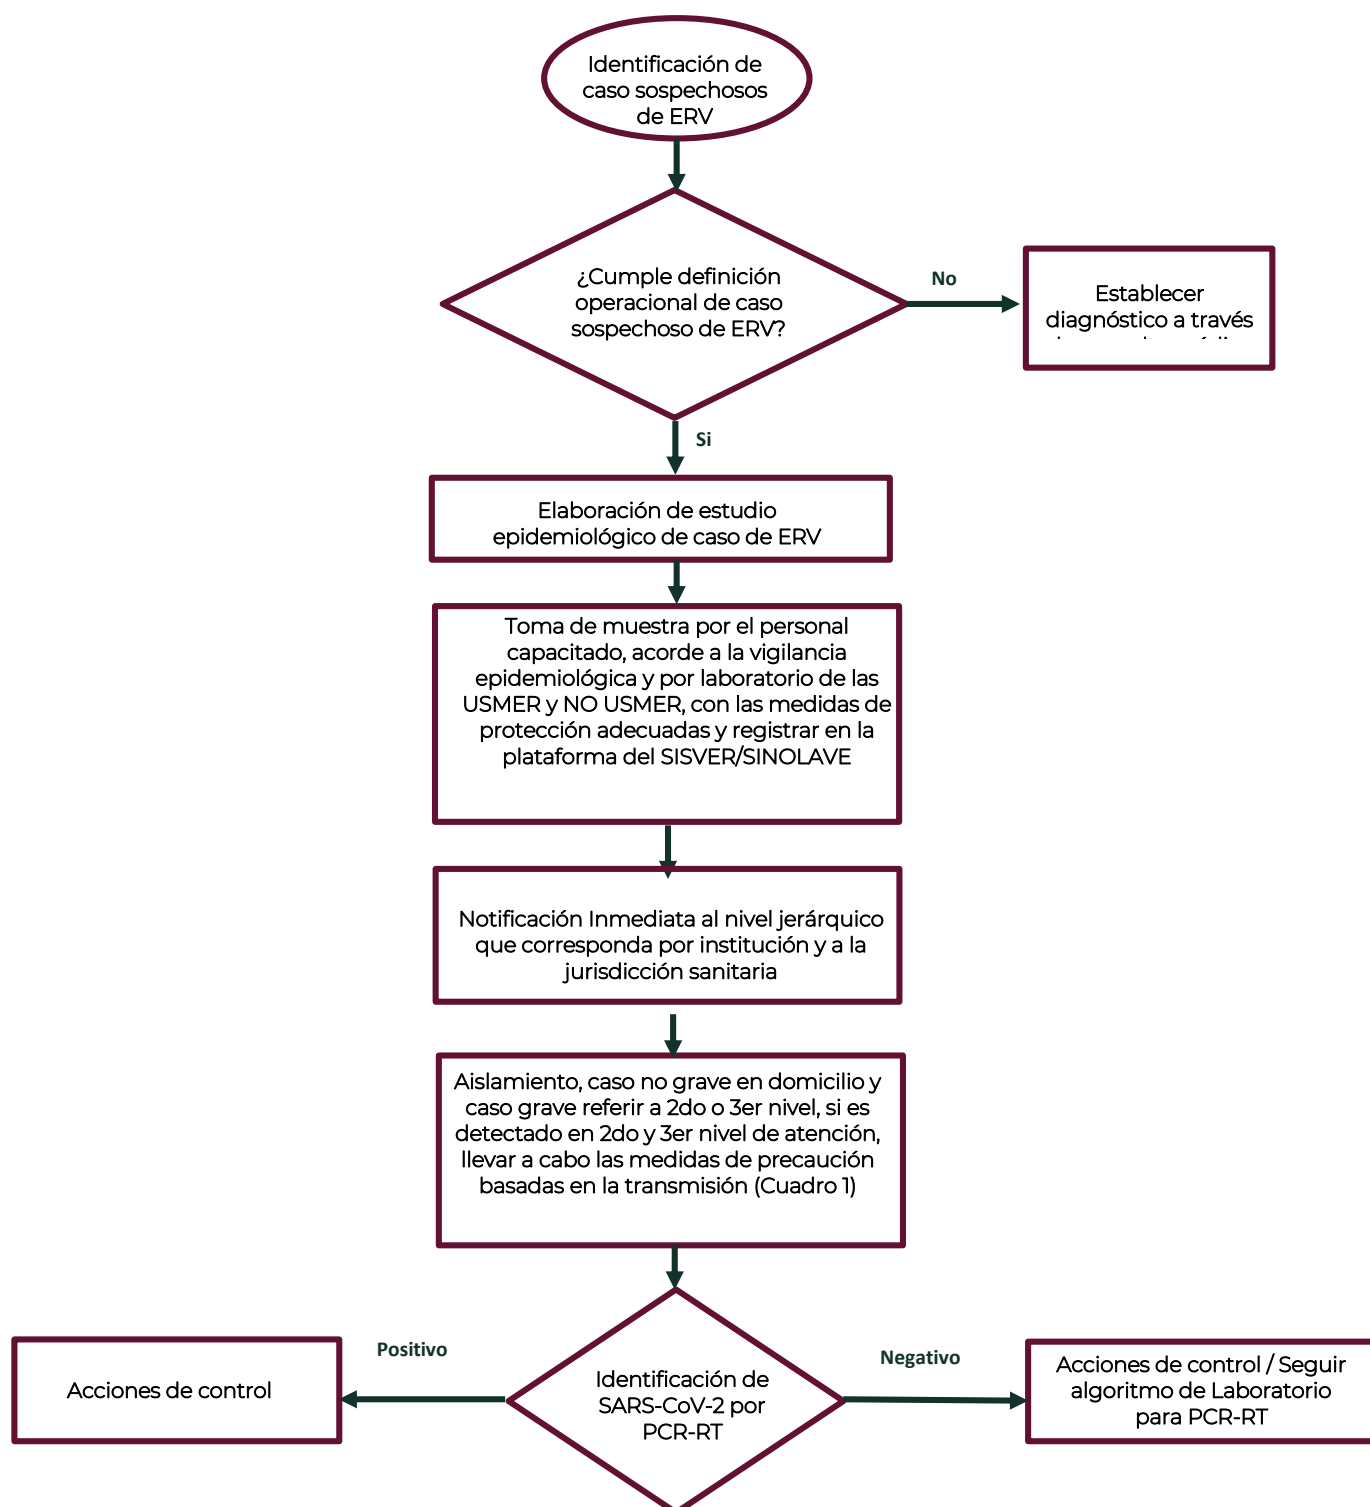 Identificación de
caso sospechosos
de ERV
¿Cumple definición
operacional de caso
sospechoso de ERV?
No
Establecer
diagnóstico a través
Si
Elaboración de estudio
epidemiológico de caso de ERV
Toma de muestra por el personal
capacitado, acorde a la vigilancia
epidemiológica y por laboratorio de las
USMER y NO USMER, con las medidas de
protección adecuadas y registrar en la
plataforma del SISVER/SINOLAVE
Notificación Inmediata al nivel jerárquico
que corresponda por institución y a la
jurisdicción sanitaria
Aislamiento, caso no grave en domicilio y
caso grave referir a 2do o 3er nivel, si es
detectado en 2do y 3er nivel de atención,
llevar a cabo las medidas de precaución
basadas en la transmisión (Cuadro 1)
Positivo
Negativo
Acciones de control
Identificación de
SARS-CoV-2 por
PCR-RT
Acciones de control / Seguir
algoritmo de Laboratorio
para PCR-RT